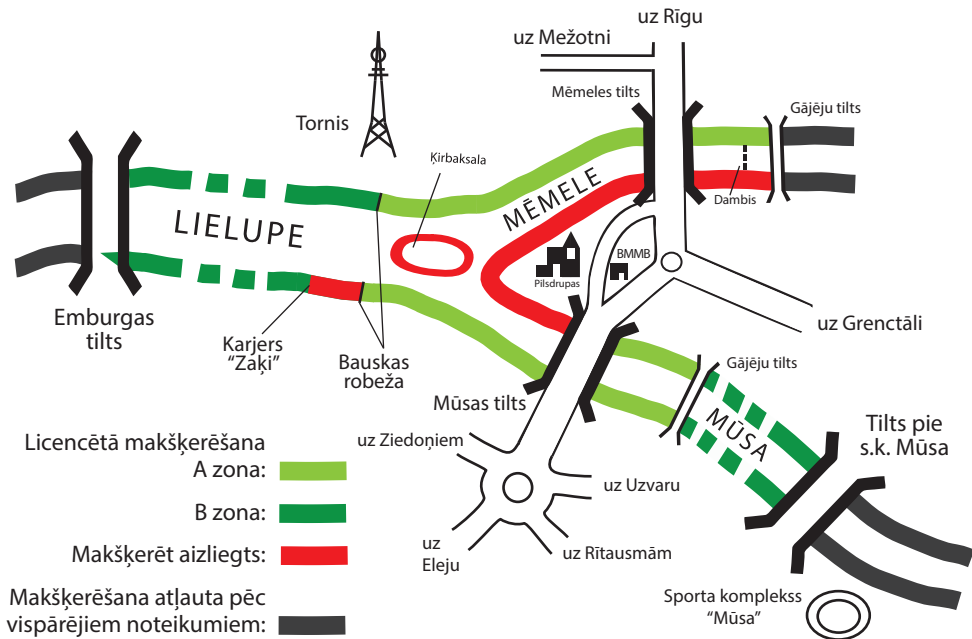 uz Rīgu
uz Mežotni
Mēmeles tilts
Gājēju tilts
Tornis
Ķirbaksala
MĒMELE
Dambis
LIELUPE
BMMB
Pilsdrupas
Emburgas
tilts
Karjers
“Zaķi”
Bauskas
robeža
uz Grenctāli
Gājēju tilts
Mūsas tilts
MŪSA
Tilts pie
s.k. Mūsa
uz Ziedoņiem
uz Uzvaru
uz
Eleju
uz Rītausmām
Sporta komplekss
“Mūsa”
Licencētā makšķerēšana
A zona:
B zona:
Makšķerēt aizliegts:
Makšķerēšana atļauta pēc
vispārējiem noteikumiem: